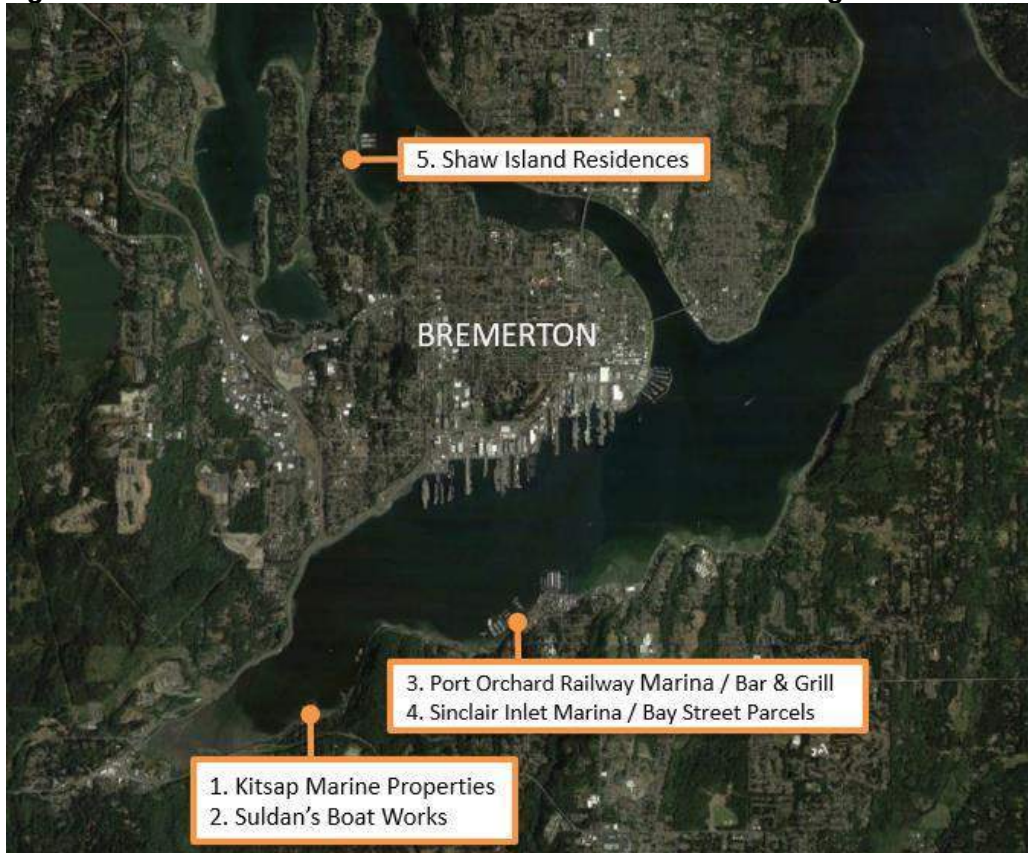 5. Shaw Island Residences
BREMERTON
3. Port Orchard Railway Marina / Bar & Grill
4. Sinclair Inlet Marina / Bay Street Parcels
1. Kitsap Marine Properties
2. Suldan's Boat Works